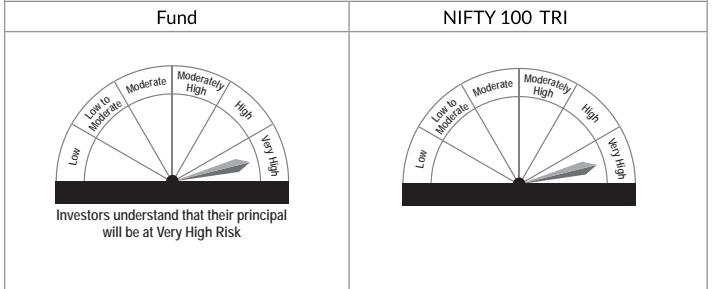 Fund
NIFTY 100 TRI
Low
Low to
Moderate
Moderate
Moderately
High
High
Very High
Investors understand that their principal
will be at Very High Risk
Low
Low to
Moderate
Moderate
Moderately
High
High
Very High